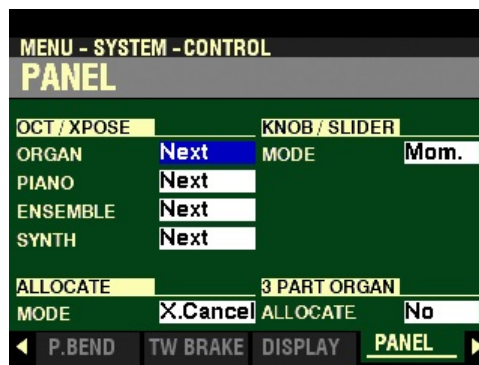 MENU - SYSTEM - CONTROL
PANEL
OCT / XPOSE KNOB / SLIDER
ORGAN Next MODE Mom.
PIANO Next
ENSEMBLE Next
SYNTH Next
ALLOCATE 3 PART ORGAN
MODE X.Cancel ALLOCATE No
P.BEND TW BRAKE DISPLAY PANEL